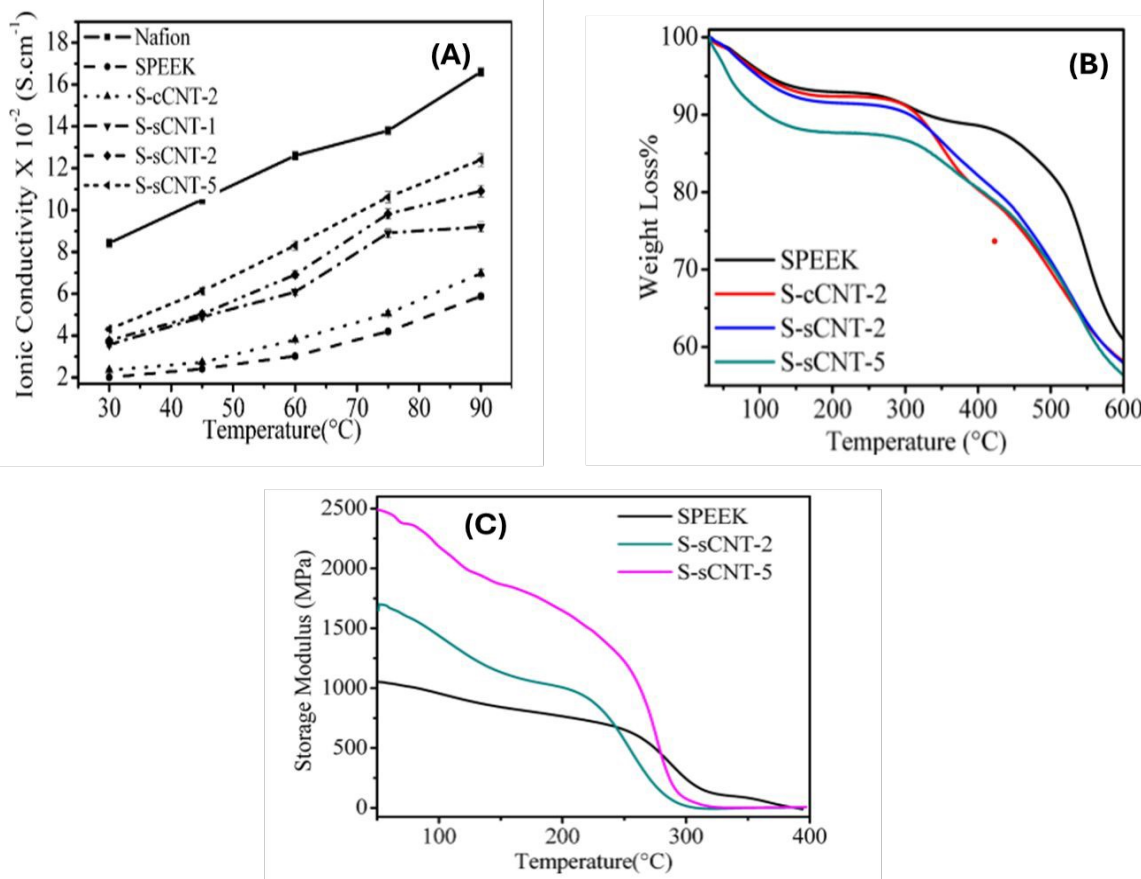 (A)
Nafion
SPEEK
S-cCNT-2
S-sCNT-1
S-sCNT-2
S-sCNT-5
Ionic Conductivity X 10⁻² (S.cm⁻¹)
18
16
14
12
10
8
6
4
2
30 40 50 60 70 80 90
Temperature(°C)
(B)
Weight Loss%
100
90
80
70
60
SPEEK
S-cCNT-2
S-sCNT-2
S-sCNT-5
100 200 300 400 500 600
Temperature (°C)
(C)
SPEEK
S-sCNT-2
S-sCNT-5
Storage Modulus (MPa)
2500
2000
1500
1000
500
0
100 200 300 400
Temperature(°C)